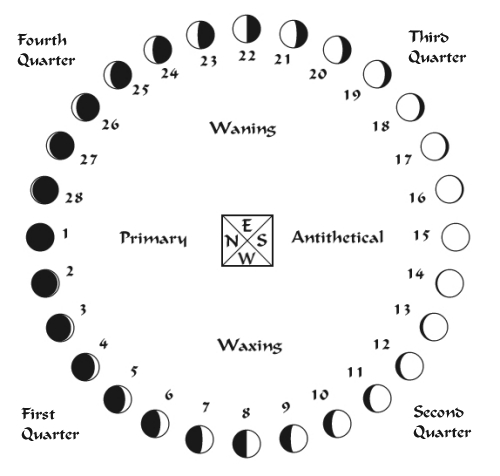 Fourth
Quarter
Third
Quarter
22
23
21
24
20
25
19
26
18
Waning
27
17
28
16
E
1
Primary
N
S
Antithetical
15
W
2
14
3
13
4
Waxing
12
5
11
6
10
7
8
9
First
Quarter
Second
Quarter